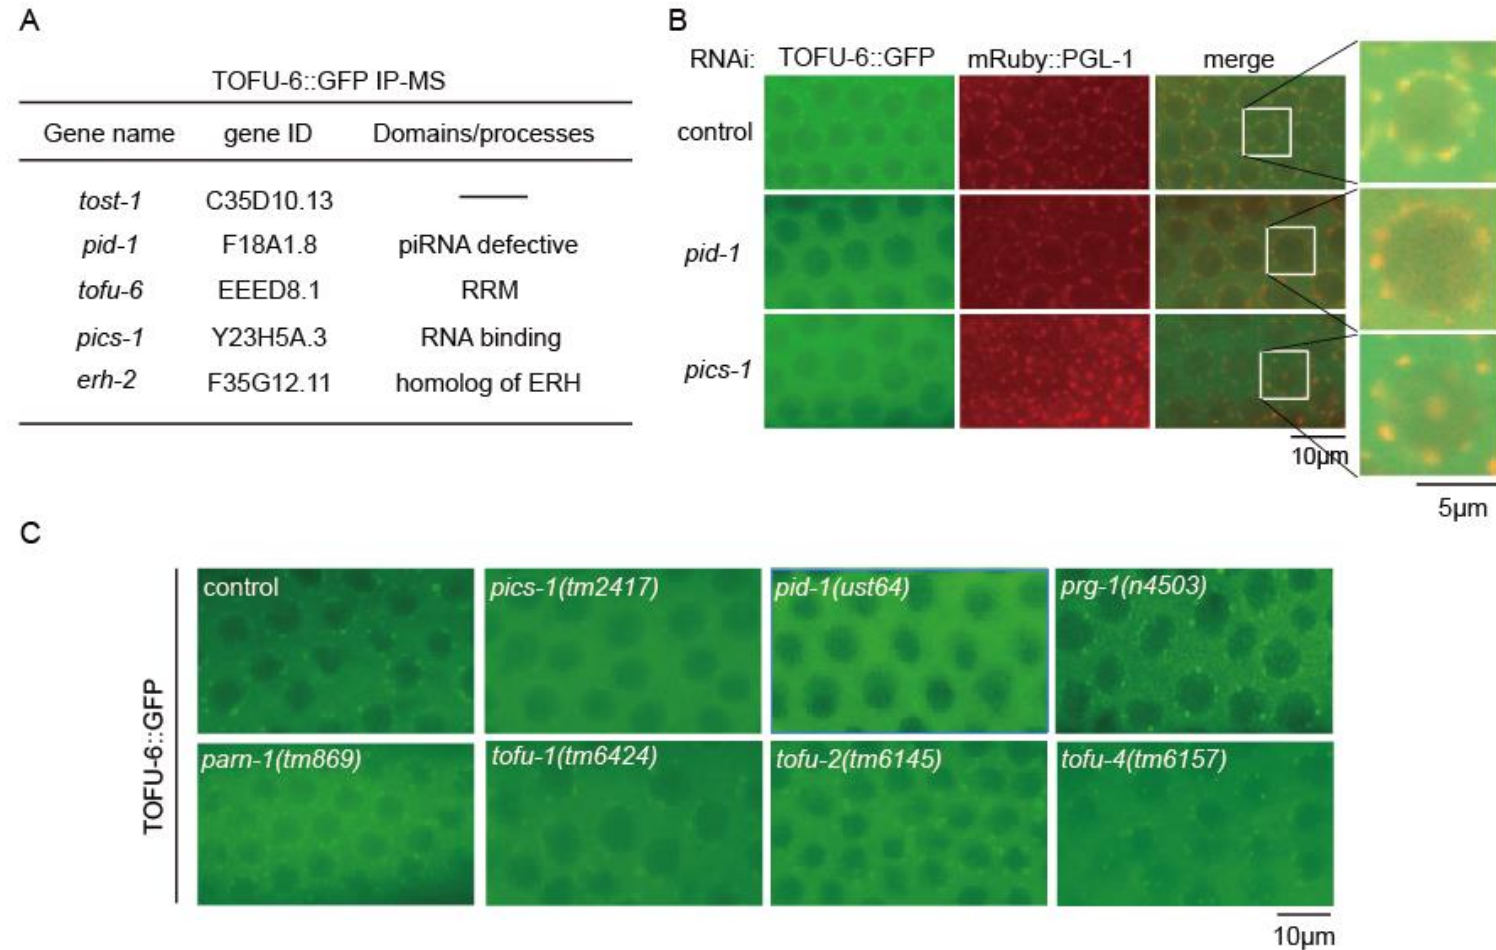 A
TOFU-6::GFP IP-MS
Gene name gene ID Domains/processes
tost-1 C35D10.13
pid-1 F18A1.8 piRNA defective
tofu-6 EEED8.1 RRM
pics-1 Y23H5A.3 RNA binding
erh-2 F35G12.11 homolog of ERH
B
RNAi: TOFU-6::GFP mRuby::PGL-1 merge
control
pid-1
pics-1
10µm
5µm
C
TOFU-6::GFP
control pics-1(tm2417) pid-1(ust64) prg-1(n4503)
parn-1(tm869) tofu-1(tm6424) tofu-2(tm6145) tofu-4(tm6157)
10µm